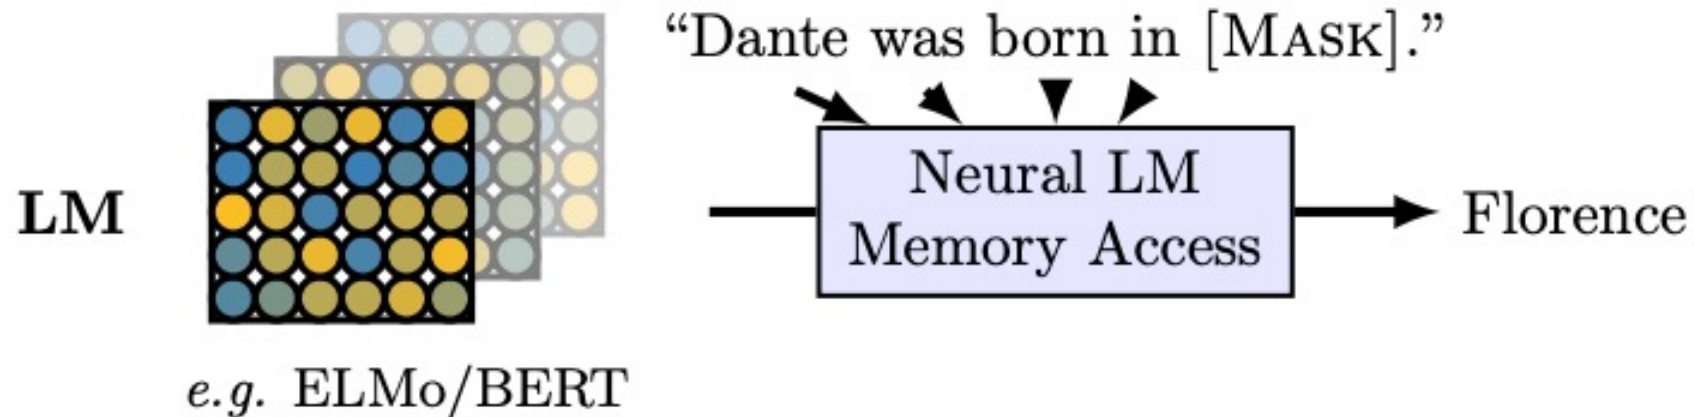 “Dante was born in [MASK].”
Neural LM
LM
Memory Access
Florence
e.g. ELMo/BERT